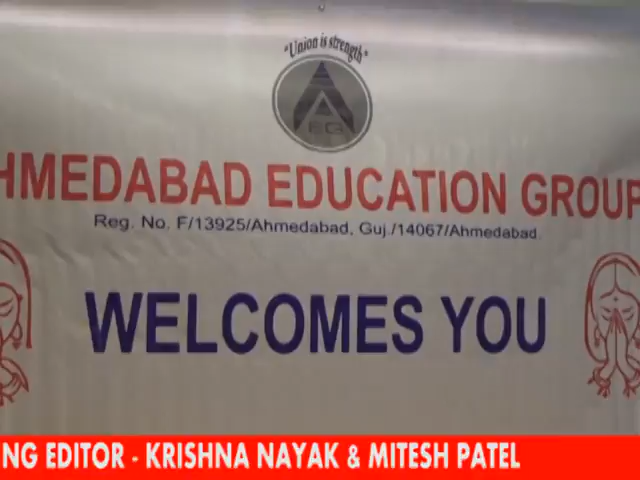 "Union is strength"
AEG
HMEDABAD EDUCATION GROUP
Reg. No. F/13925/Ahmedabad, Guj./14067/Ahmedabad.
WELCOMES YOU
NG EDITOR - KRISHNA NAYAK & MITESH PATEL